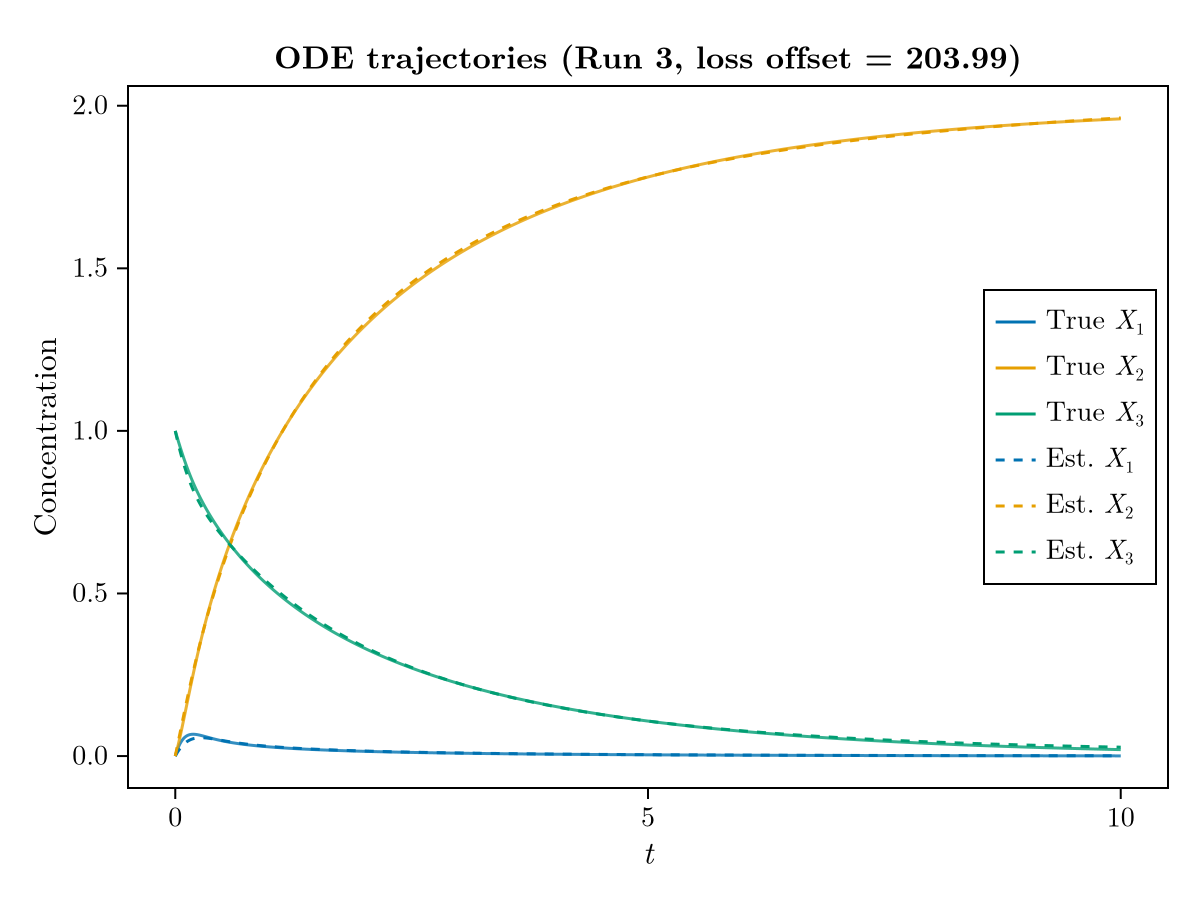 ODE trajectories (Run 3, loss offset = 203.99)
Concentration
2.0
1.5
1.0
0.5
0.0
0
5
10
t
True X₁
True X₂
True X₃
Est. X₁
Est. X₂
Est. X₃